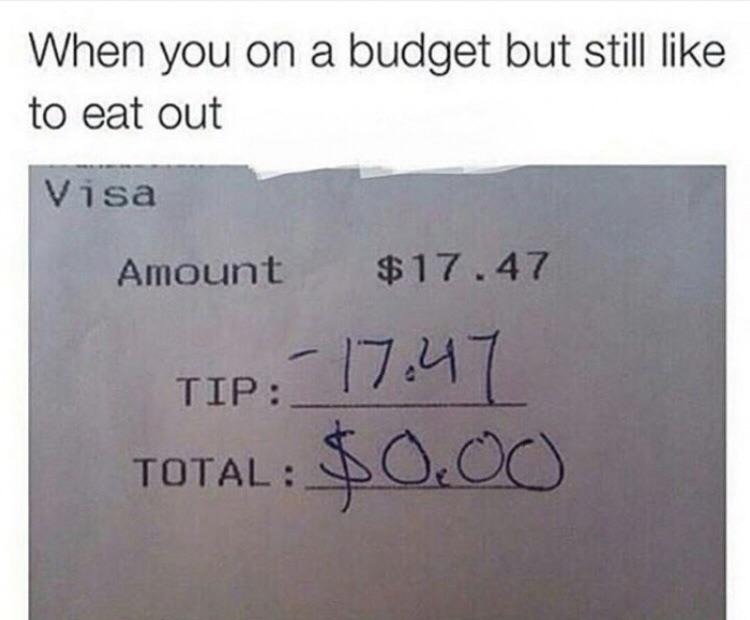 When you on a budget but still like
to eat out
Visa
Amount $17.47
TIP: -17.47
TOTAL: $0.00